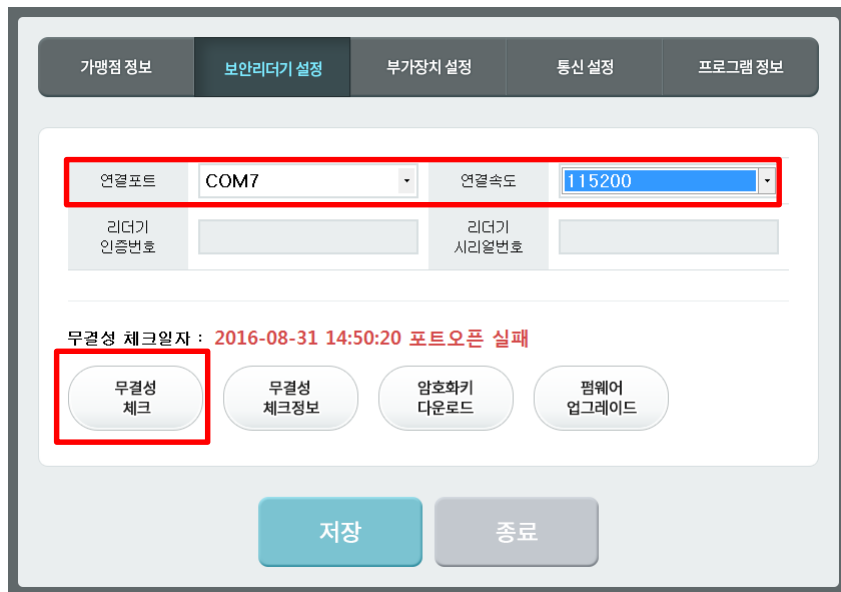 가맹점 정보
보안리더기 설정
부가장치 설정
통신 설정
프로그램 정보
연결포트
COM7
연결속도
115200
리더기
인증번호
리더기
시리얼번호
무결성 체크일자 : 2016-08-31 14:50:20 포트오픈 실패
무결성
체크
무결성
체크정보
암호화키
다운로드
펌웨어
업그레이드
저장
종료